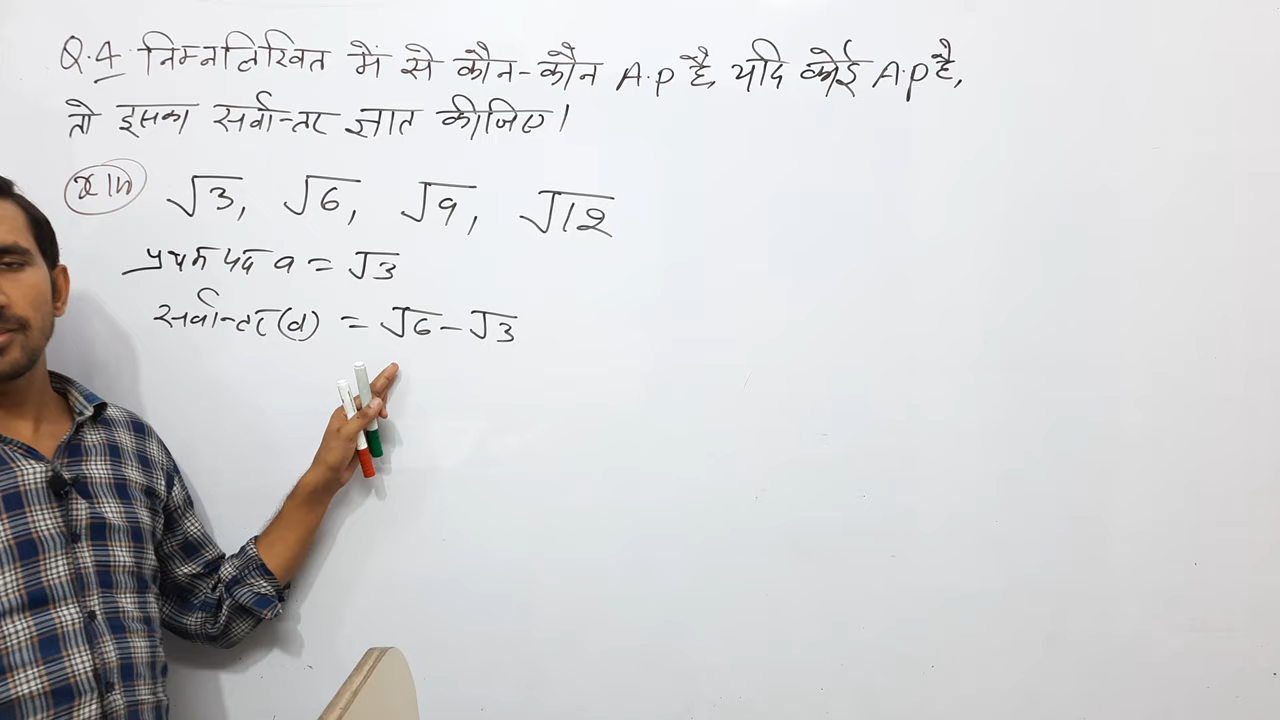 Q.4 निम्नलिखित में से कौन-कौन A.P है, यदि कोई A.P है,
तो इसका सर्वान्तर ज्ञात कीजिए।
√3, √6, √9, √12
प्रथम पद a = √3
सर्वान्तर (d) = √6 - √3